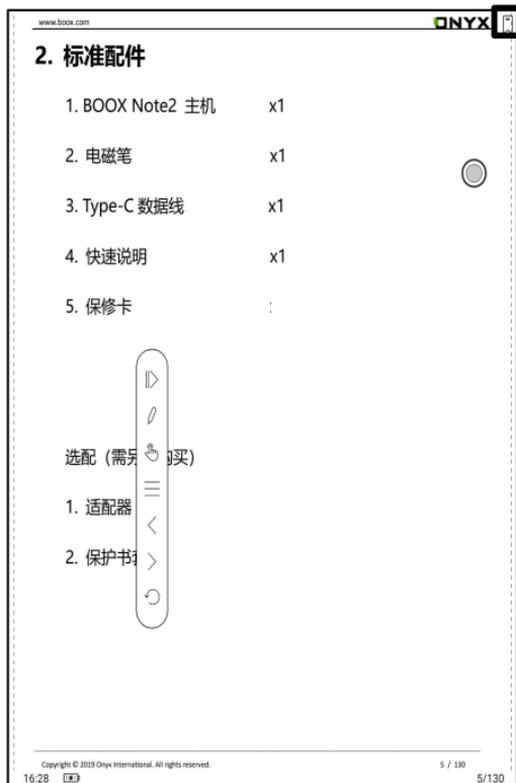 www.boox.com
ONYX
2. 标准配件
1. BOOX Note2 主机 x1
2. 电磁笔 x1
3. Type-C 数据线 x1
4. 快速说明 x1
5. 保修卡
选配（需另 购买）
1. 适配器
2. 保护书套
Copyright © 2019 Onyx International. All rights reserved. 5 / 130
16:28 5/130